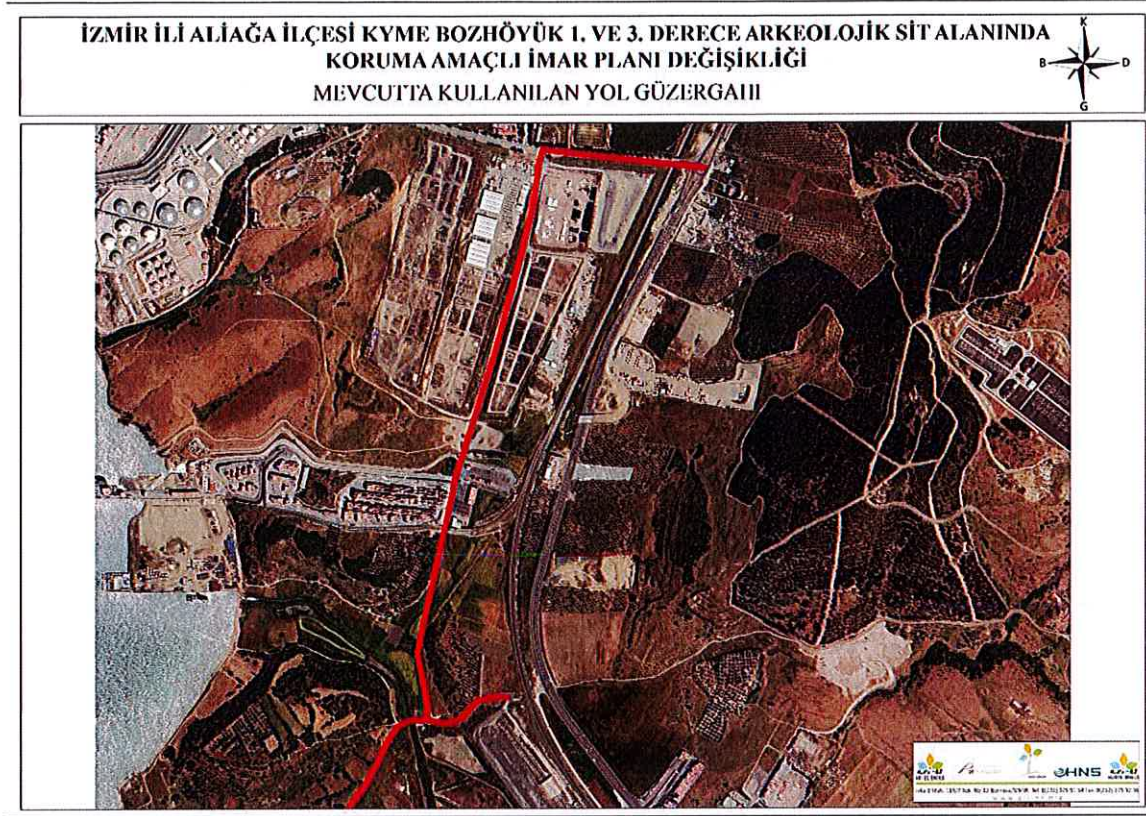 İZMİR İLİ ALİAĞA İLÇESİ KYME BOZHÖYÜK 1. VE 3. DERECE ARKEOLOJİK SİT ALANINDA
KORUMA AMAÇLI İMAR PLANI DEĞİŞİKLİĞİ
MEVCUTTA KULLANILAN YOL GÜZERGAHI
K
B
D
G
HNS